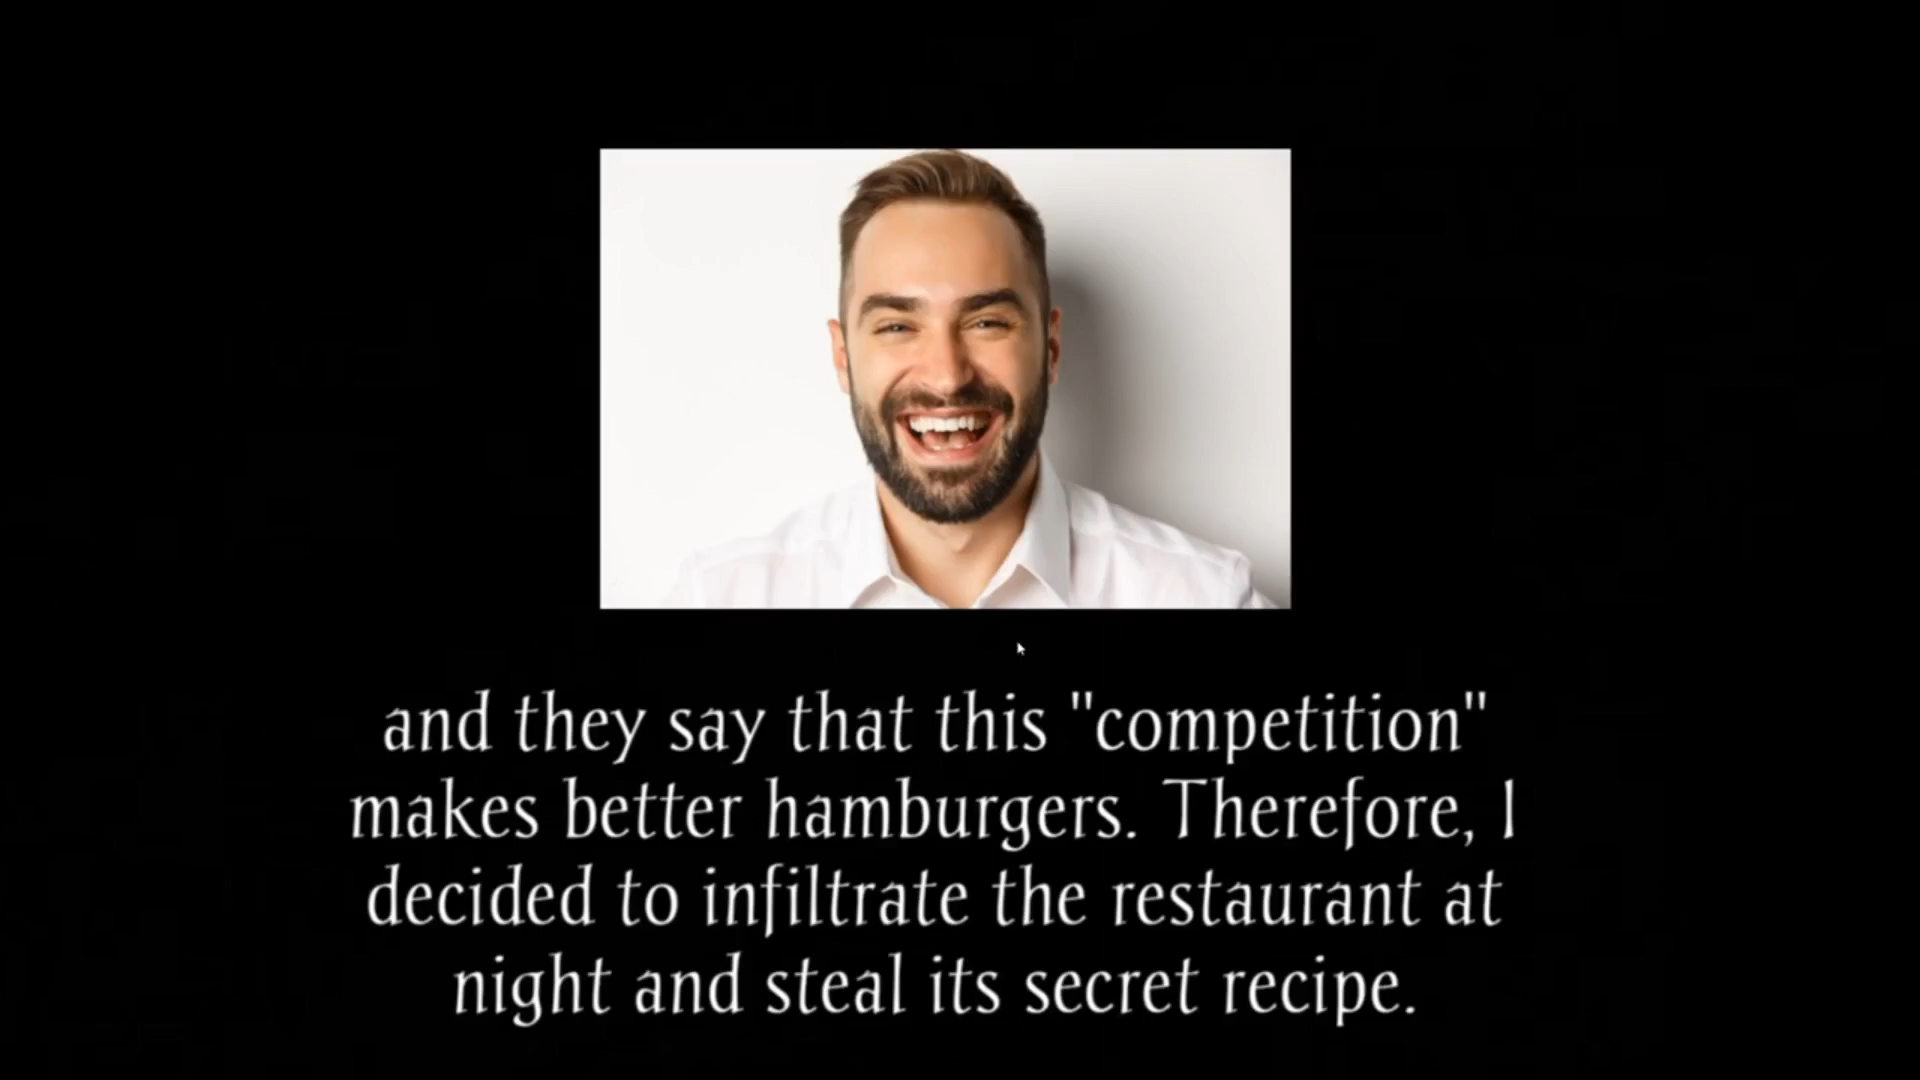 and they say that this "competition"
makes better hamburgers. Therefore, I
decided to infiltrate the restaurant at
night and steal its secret recipe.